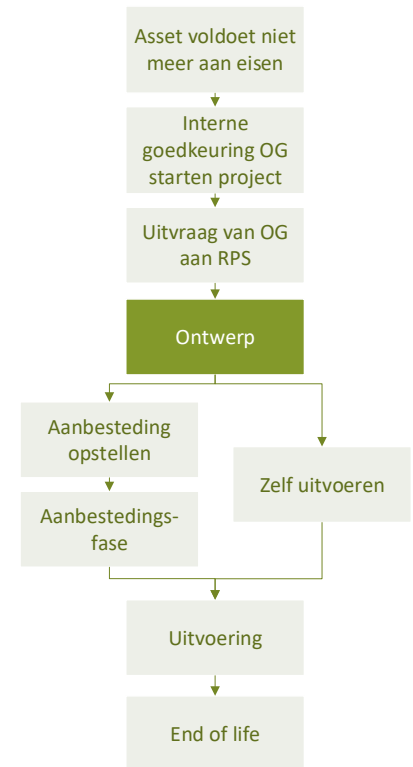 Asset voldoet niet
meer aan eisen
Interne
goedkeuring OG
starten project
Uitvraag van OG
aan RPS
Ontwerp
Aanbesteding
opstellen
Aanbestedings-
fase
Zelf uitvoeren
Uitvoering
End of life